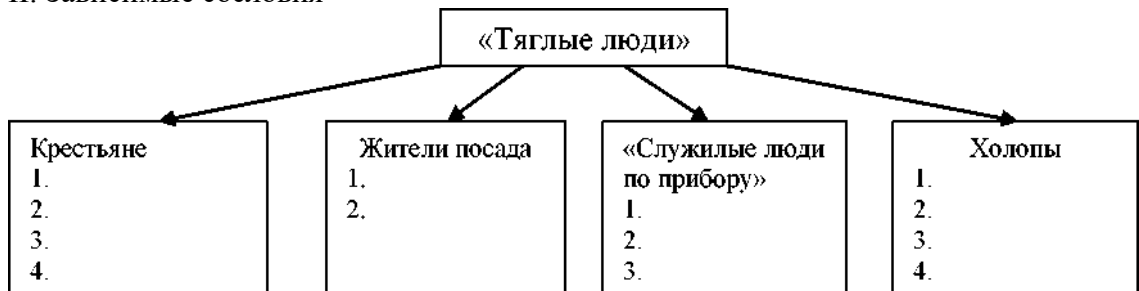 «Тяглые люди»
Крестьяне
1.
2.
3.
4.
Жители посада
1.
2.
«Служилые люди
по прибору»
1.
2.
3.
Холопы
1.
2.
3.
4.